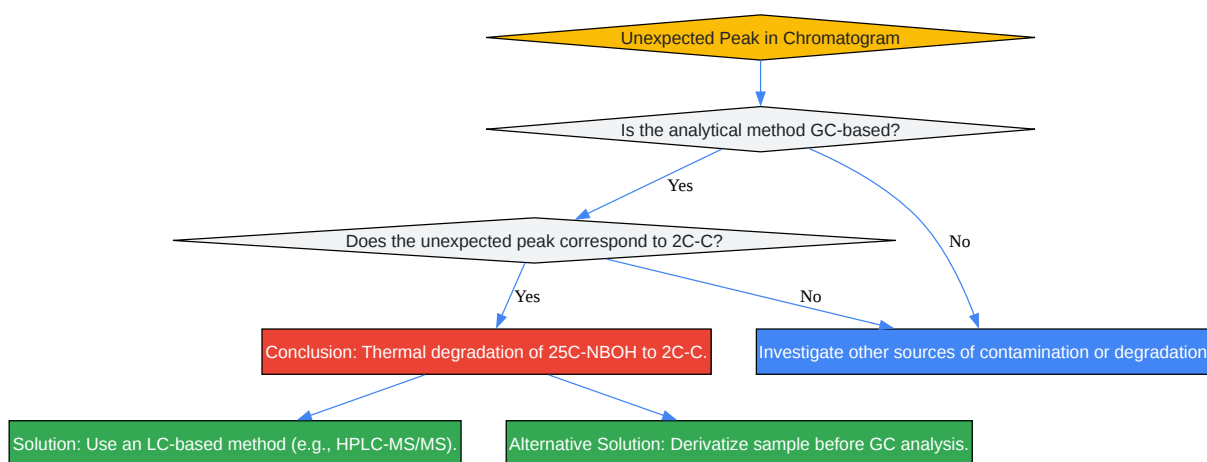 Unexpected Peak in Chromatogram
Is the analytical method GC-based?
Yes
Does the unexpected peak correspond to 2C-C?
No
Yes
No
Conclusion: Thermal degradation of 25C-NBOH to 2C-C.
Investigate other sources of contamination or degradation
Solution: Use an LC-based method (e.g., HPLC-MS/MS).
Alternative Solution: Derivatize sample before GC analysis.